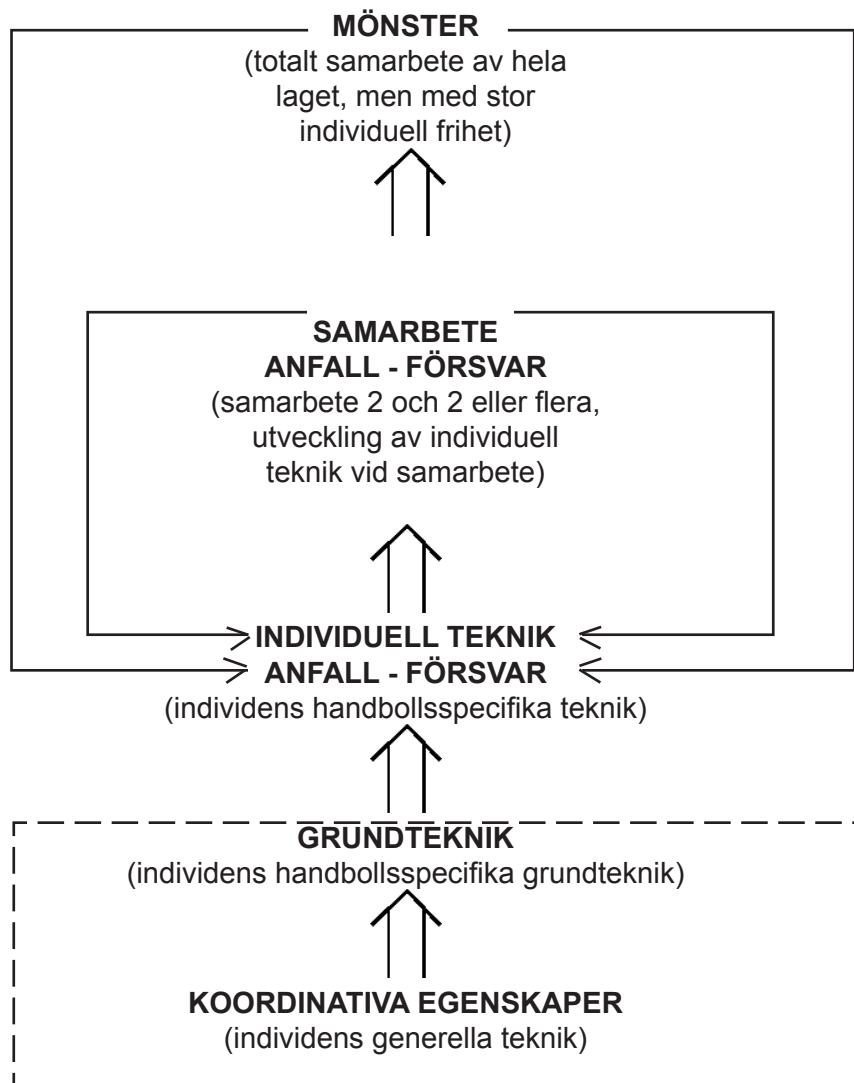 MÖNSTER
(totalt samarbete av hela
laget, men med stor
individuell frihet)
SAMARBETE
ANFALL - FÖRSVAR
(samarbete 2 och 2 eller flera,
utveckling av individuell
teknik vid samarbete)
INDIVIDUELL TEKNIK
ANFALL - FÖRSVAR
(individens handbollsspecifika teknik)
GRUNDTEKNIK
(individens handbollsspecifika grundteknik)
KOORDINATIVA EGENSKAPER
(individens generella teknik)